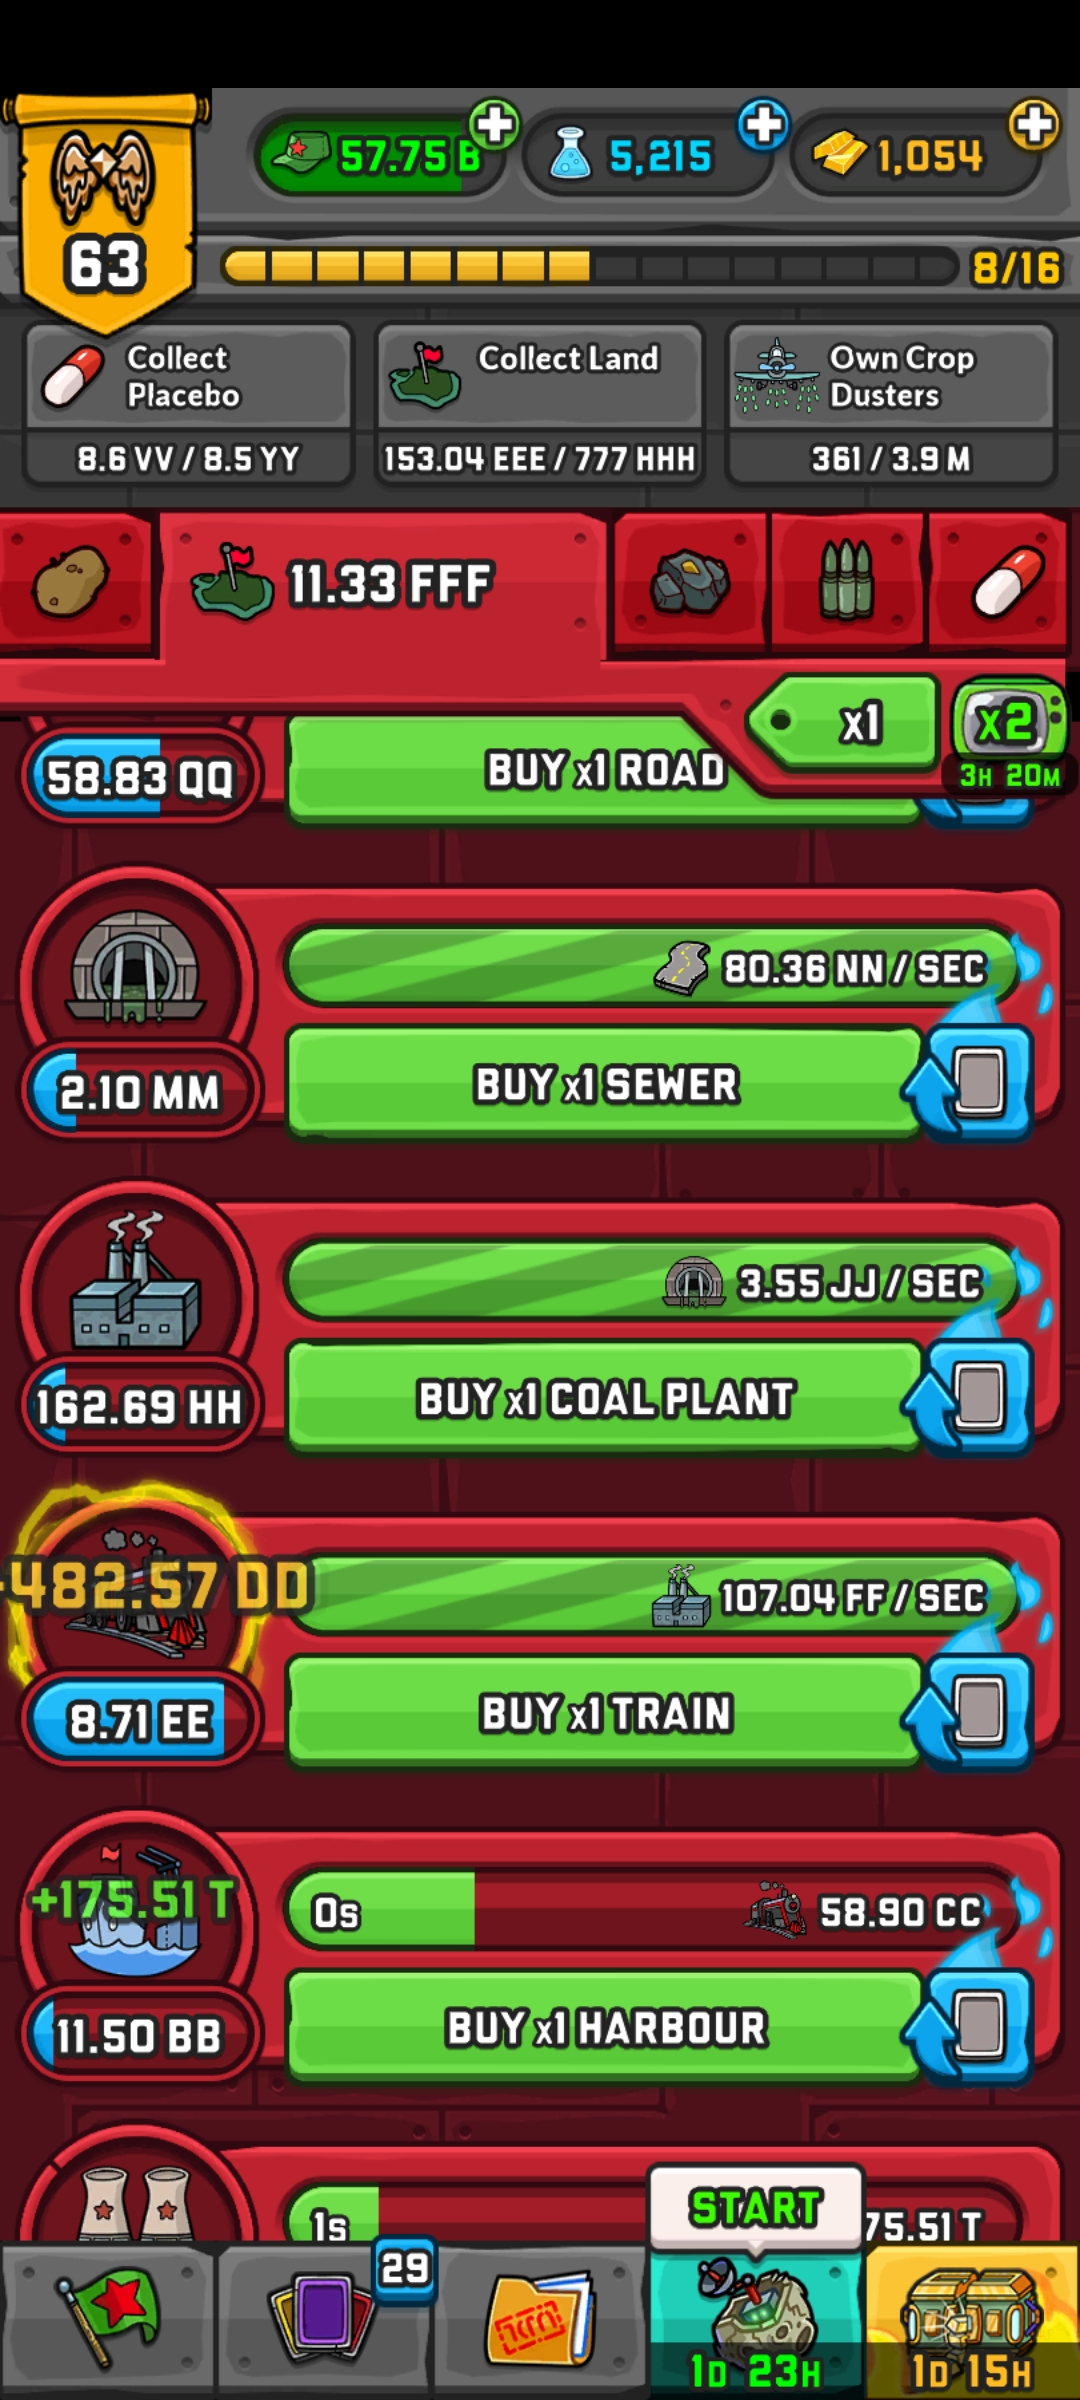 57.75 B
5,215
1,054
63
8/16
Collect
Placebo
8.6 VV / 8.5 YY
Collect Land
153.04 EEE / 777 HHH
Own Crop
Dusters
361 / 3.9 M
11.33 FFF
x1
x2
3H 20M
58.83 QQ
BUY x1 ROAD
80.36 NN / SEC
2.10 MM
BUY x1 SEWER
3.55 JJ / SEC
162.69 HH
BUY x1 COAL PLANT
-482.57 DD
107.04 FF / SEC
8.71 EE
BUY x1 TRAIN
+175.51 T
0s
58.90 CC
11.50 BB
BUY x1 HARBOUR
1s
75.51 T
START
29
1D 23H
1D 15H